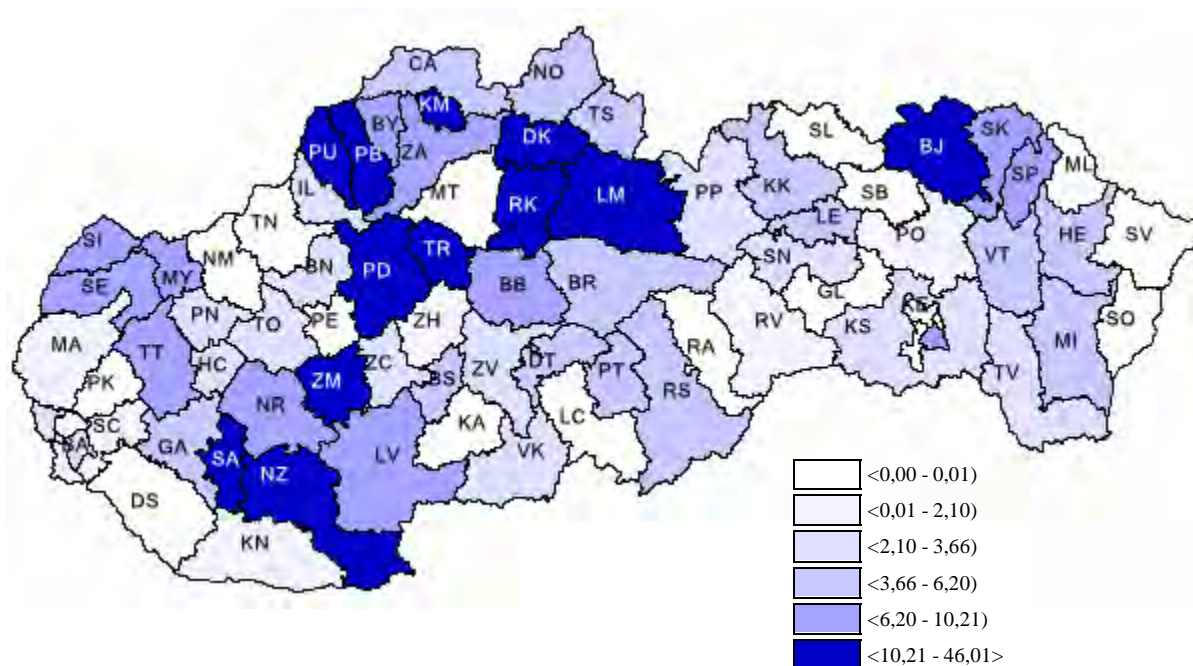 CA
NO
KM
TS
BY
DK
SL
SK
PU
PB
ZA
BJ
ML
SP
IL
MT
PP
KK
RK
LM
SB
LE
TN
PO
HE
SV
SI
NM
TR
SN
VT
MY
BN
PD
SE
BB
BR
GL
PN
TO
PE
ZH
RV
KS
SO
MA
RA
MI
TT
HC
ZC
DT
PT
TV
PK
ZM
BS
ZV
RS
NR
SC
KA
LC
BA
GA
SA
NZ
LV
VK
DS
KN
<0,00 - 0,01)
<0,01 - 2,10)
<2,10 - 3,66)
<3,66 - 6,20)
<6,20 - 10,21)
<10,21 - 46,01>